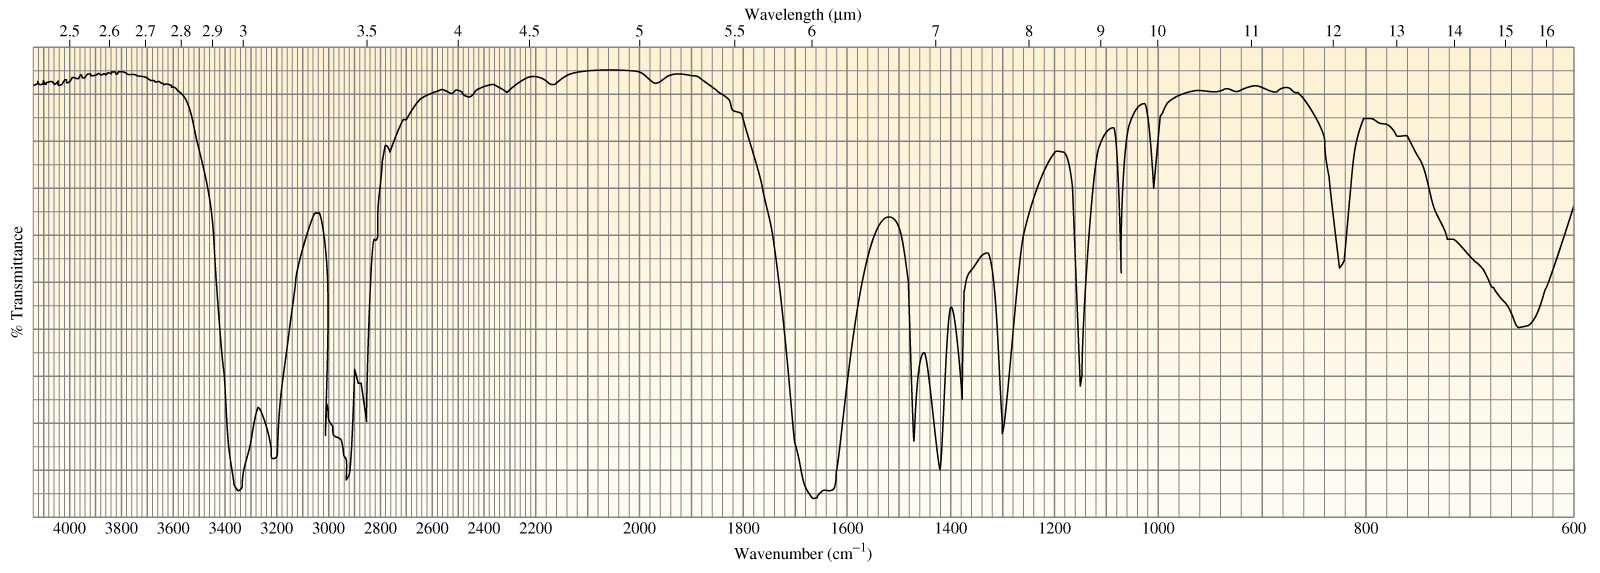 Wavelength (μm)
2.5 2.6 2.7 2.8 2.9 3 3.5 4 4.5 5 5.5 6 7 8 9 10 11 12 13 14 15 16
% Transmittance
4000 3800 3600 3400 3200 3000 2800 2600 2400 2200 2000 1800 1600 1400 1200 1000 800 600
Wavenumber (cm⁻¹)